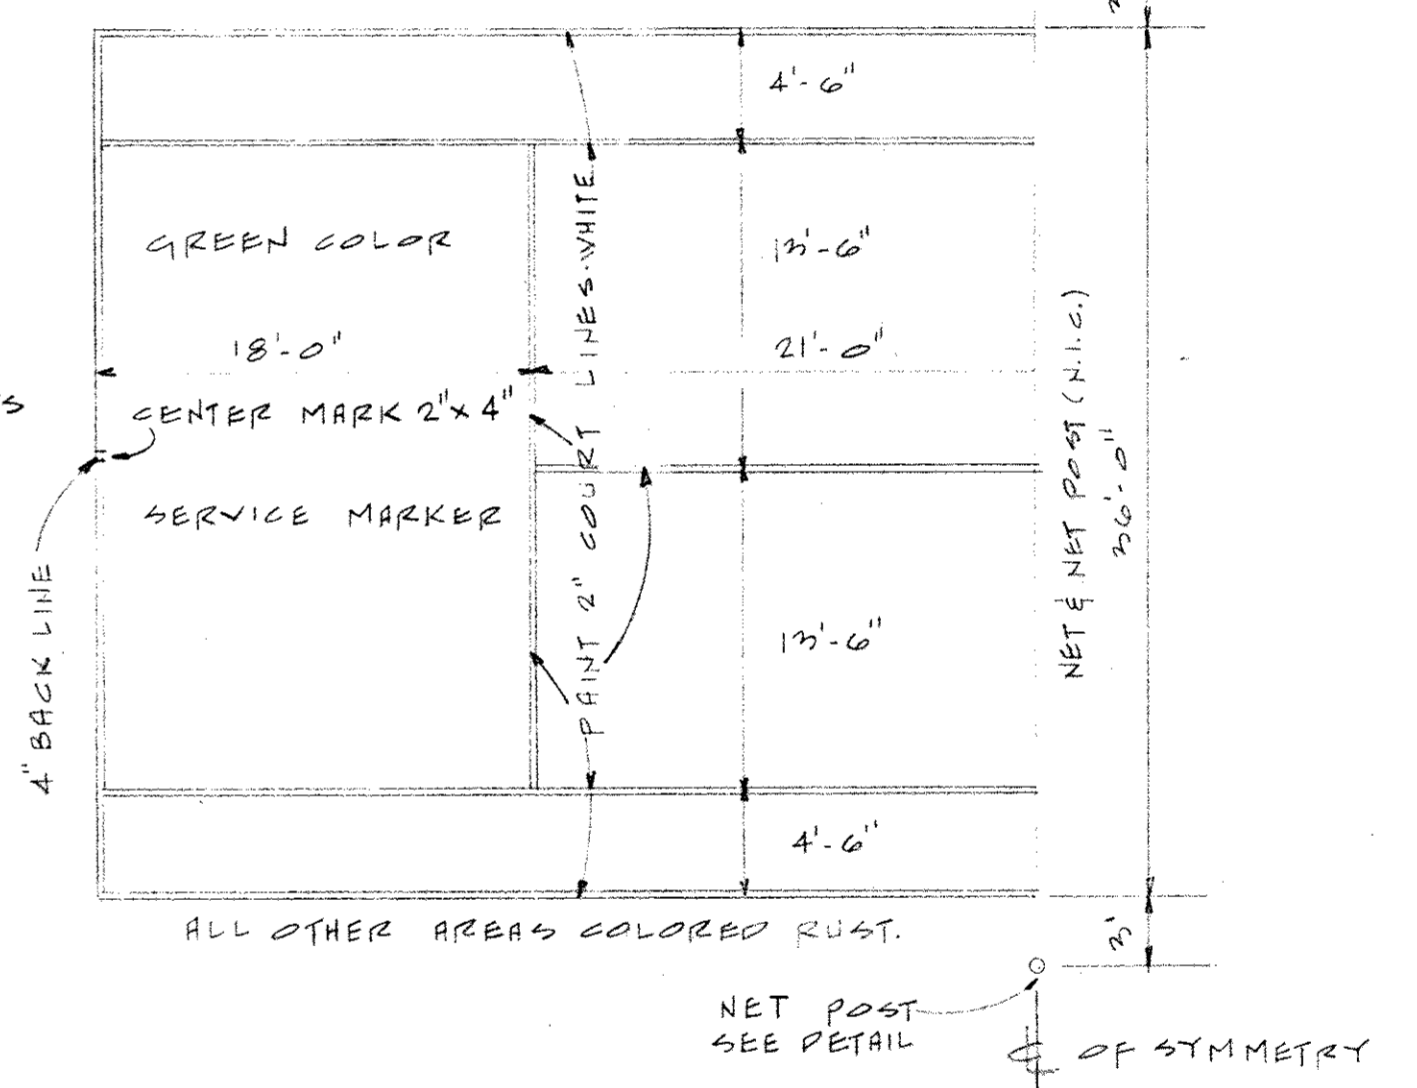 4'-6"
GREEN COLOR
13'-6"
18'-0"
21'-0"
CENTER MARK 2"x 4"
SERVICE MARKER
4" BACK LINE
PAINT 2" COURT LINES-WHITE
13'-6"
NET & NET POST (N.I.C.)
36'-0"
4'-6"
ALL OTHER AREAS COLORED RUST.
3'
NET POST
SEE DETAIL
℄ OF SYMMETRY